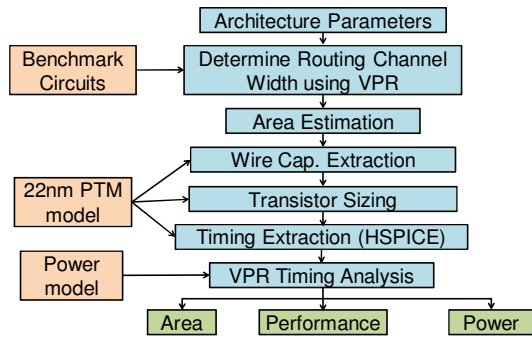 Architecture Parameters
Benchmark
Circuits
Determine Routing Channel
Width using VPR
Area Estimation
Wire Cap. Extraction
22nm PTM
model
Transistor Sizing
Timing Extraction (HSPICE)
Power
model
VPR Timing Analysis
Area
Performance
Power